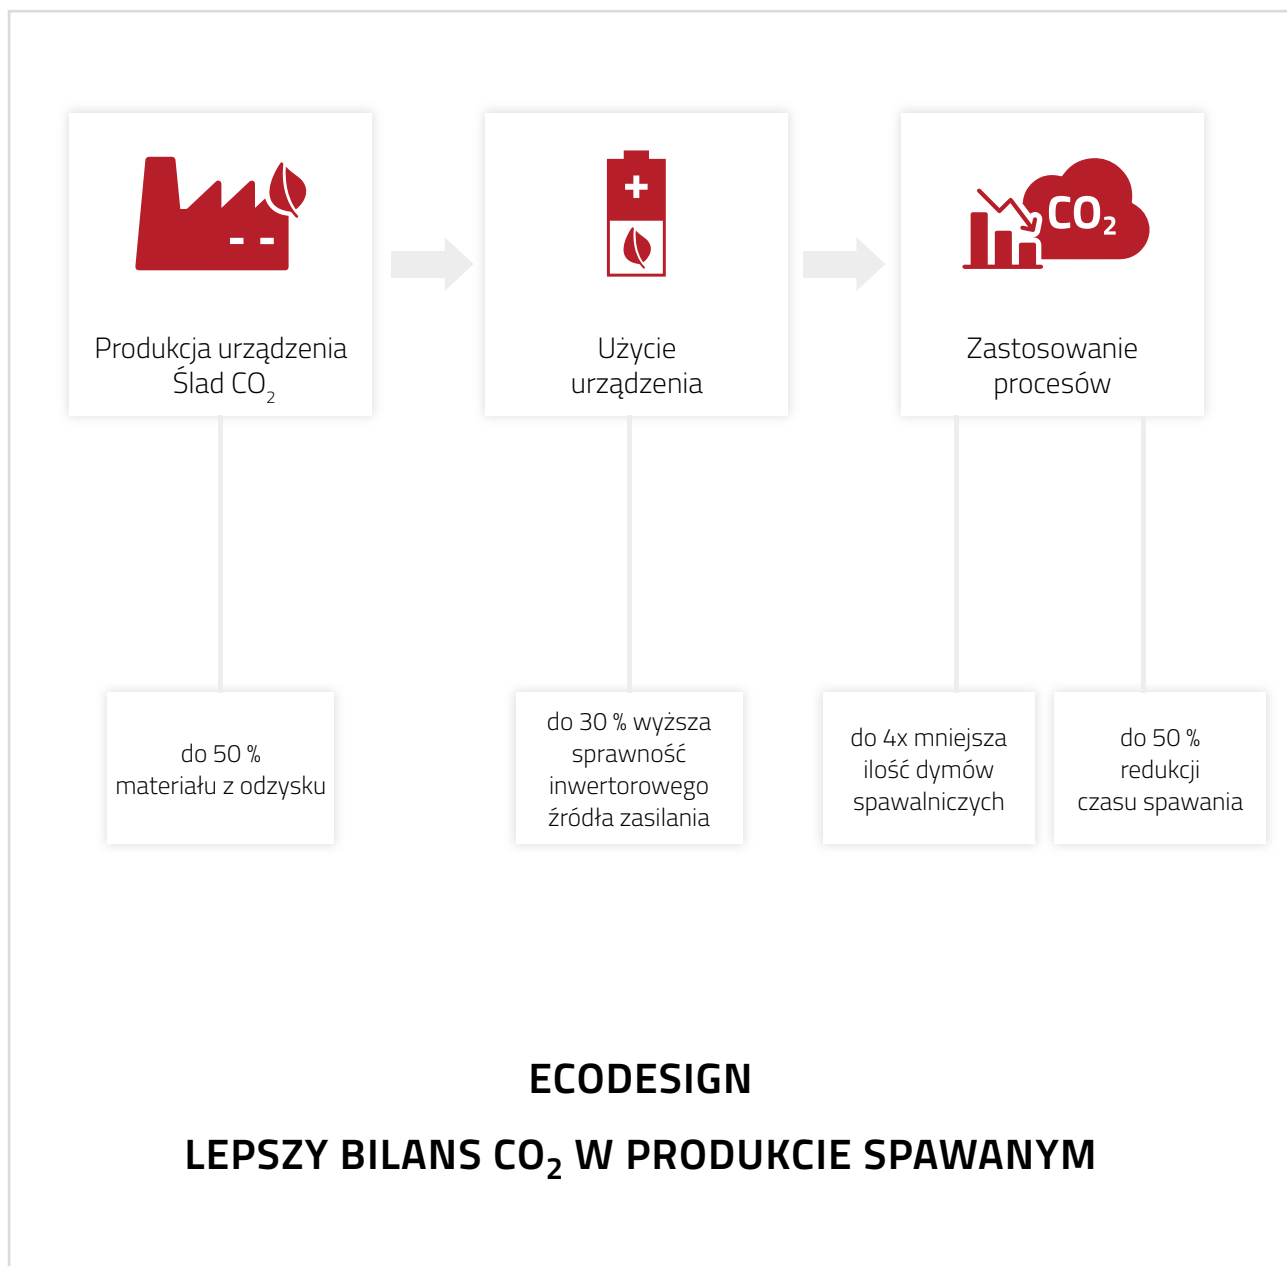 CO₂
Produkcja urządzenia
Ślad CO₂
Użycie
urządzenia
Zastosowanie
procesów
do 50 %
materiału z odzysku
do 30 % wyższa
sprawność
inwertorowego
źródła zasilania
do 4x mniejsza
ilość dymów
spawalniczych
do 50 %
redukcji
czasu spawania
ECODESIGN
LEPSZY BILANS CO₂ W PRODUKCIE SPAWANYM